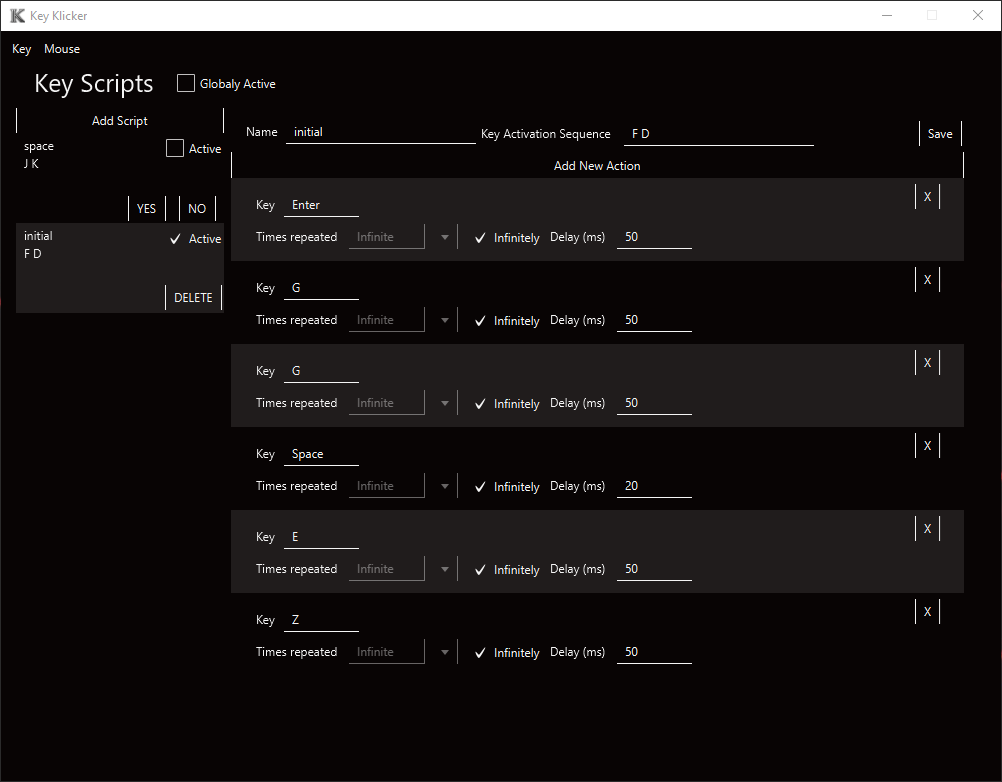 Key Klicker
Key Mouse
Key Scripts
Globaly Active
Add Script
space
J K
Active
YES NO
initial
F D
Active
DELETE
Name initial Key Activation Sequence F D Save
Add New Action
Key Enter X
Times repeated Infinite Infinitely Delay (ms) 50
Key G X
Times repeated Infinite Infinitely Delay (ms) 50
Key G X
Times repeated Infinite Infinitely Delay (ms) 50
Key Space X
Times repeated Infinite Infinitely Delay (ms) 20
Key E X
Times repeated Infinite Infinitely Delay (ms) 50
Key Z X
Times repeated Infinite Infinitely Delay (ms) 50